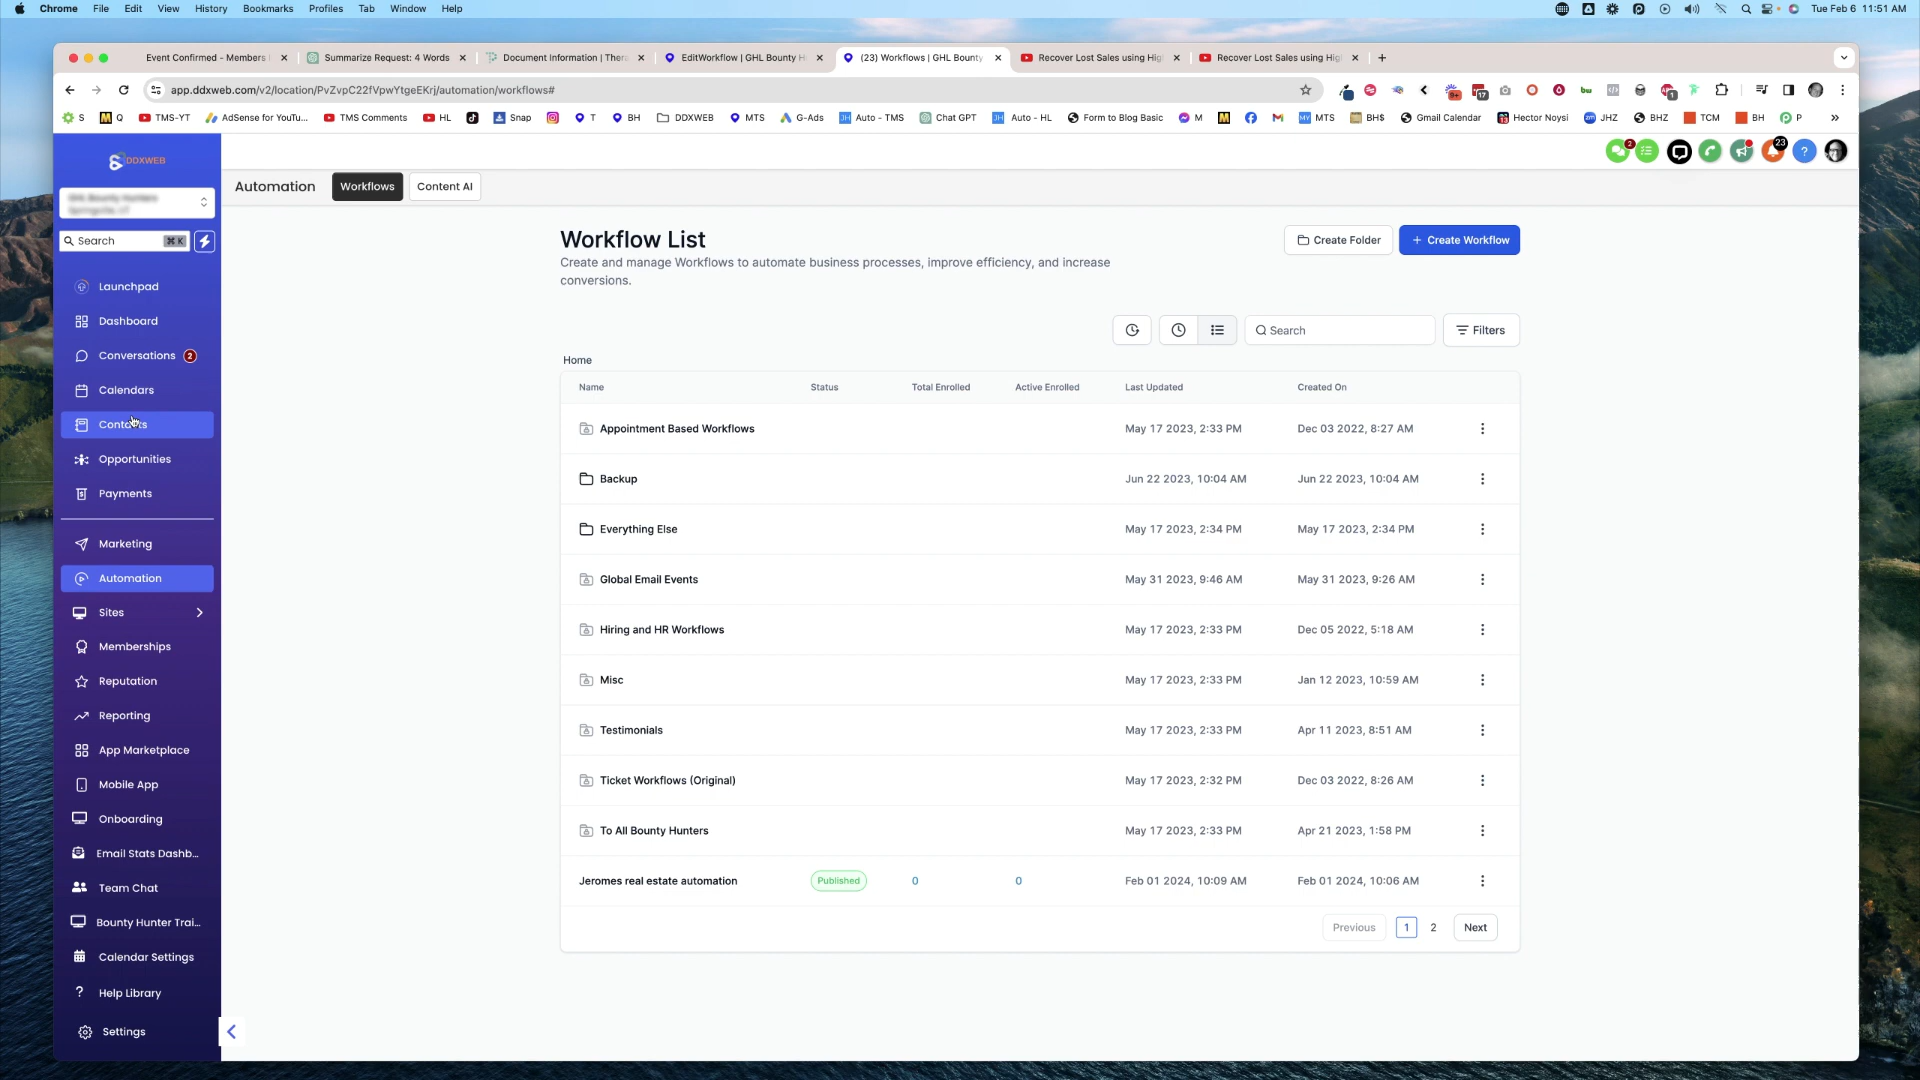 Chrome File Edit View History Bookmarks Profiles Tab Window Help Tue Feb 6 11:51 AM
Event Confirmed - Members Summarize Request: 4 Words Document Information | Thera EditWorkflow | GHL Bounty H (23) Workflows | GHL Bounty Recover Lost Sales using Hig Recover Lost Sales using Hig
app.ddxweb.com/v2/location/PvZvpC22fVpwYtgeEKrj/automation/workflows#
S Q TMS-YT AdSense for YouTu... TMS Comments HL Snap T BH DDXWEB MTS G-Ads Auto - TMS Chat GPT Auto - HL Form to Blog Basic M MTS BH$ Gmail Calendar Hector Noysi JHZ BHZ TCM BH P
DDXWEB
2
23
Automation Workflows Content AI
Search ⌘ K
Launchpad
Dashboard
Conversations 2
Calendars
Contacts
Opportunities
Payments
Marketing
Automation
Sites
Memberships
Reputation
Reporting
App Marketplace
Mobile App
Onboarding
Email Stats Dashb...
Team Chat
Bounty Hunter Trai...
Calendar Settings
Help Library
Settings
Workflow List
Create and manage Workflows to automate business processes, improve efficiency, and increase
conversions.
Create Folder + Create Workflow
Search Filters
Home
Name Status Total Enrolled Active Enrolled Last Updated Created On
Appointment Based Workflows May 17 2023, 2:33 PM Dec 03 2022, 8:27 AM
Backup Jun 22 2023, 10:04 AM Jun 22 2023, 10:04 AM
Everything Else May 17 2023, 2:34 PM May 17 2023, 2:34 PM
Global Email Events May 31 2023, 9:46 AM May 31 2023, 9:26 AM
Hiring and HR Workflows May 17 2023, 2:33 PM Dec 05 2022, 5:18 AM
Misc May 17 2023, 2:33 PM Jan 12 2023, 10:59 AM
Testimonials May 17 2023, 2:33 PM Apr 11 2023, 8:51 AM
Ticket Workflows (Original) May 17 2023, 2:32 PM Dec 03 2022, 8:26 AM
To All Bounty Hunters May 17 2023, 2:33 PM Apr 21 2023, 1:58 PM
Jeromes real estate automation Published 0 0 Feb 01 2024, 10:09 AM Feb 01 2024, 10:06 AM
Previous 1 2 Next